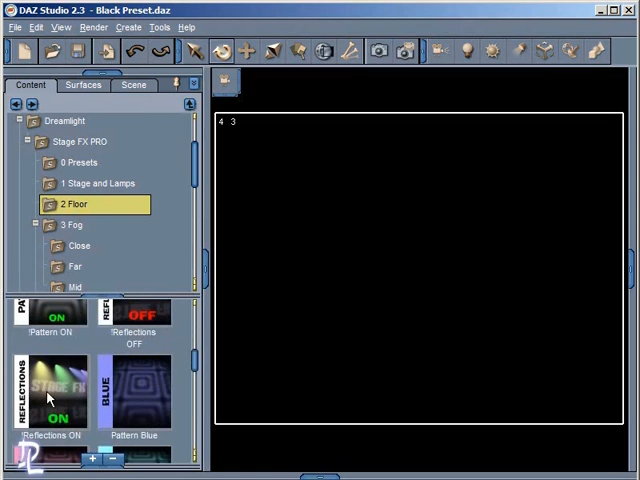 DAZ Studio 2.3 - Black Preset.daz
File Edit View Render Create Tools Help
Content Surfaces Scene
Dreamlight
Stage FX PRO
0 Presets
1 Stage and Lamps
2 Floor
3 Fog
Close
Far
Mid
4 3
ON
OFF
!Pattern ON
!Reflections OFF
REFLECTIONS
STAGE FX
ON
BLUE
!Reflections ON
Pattern Blue